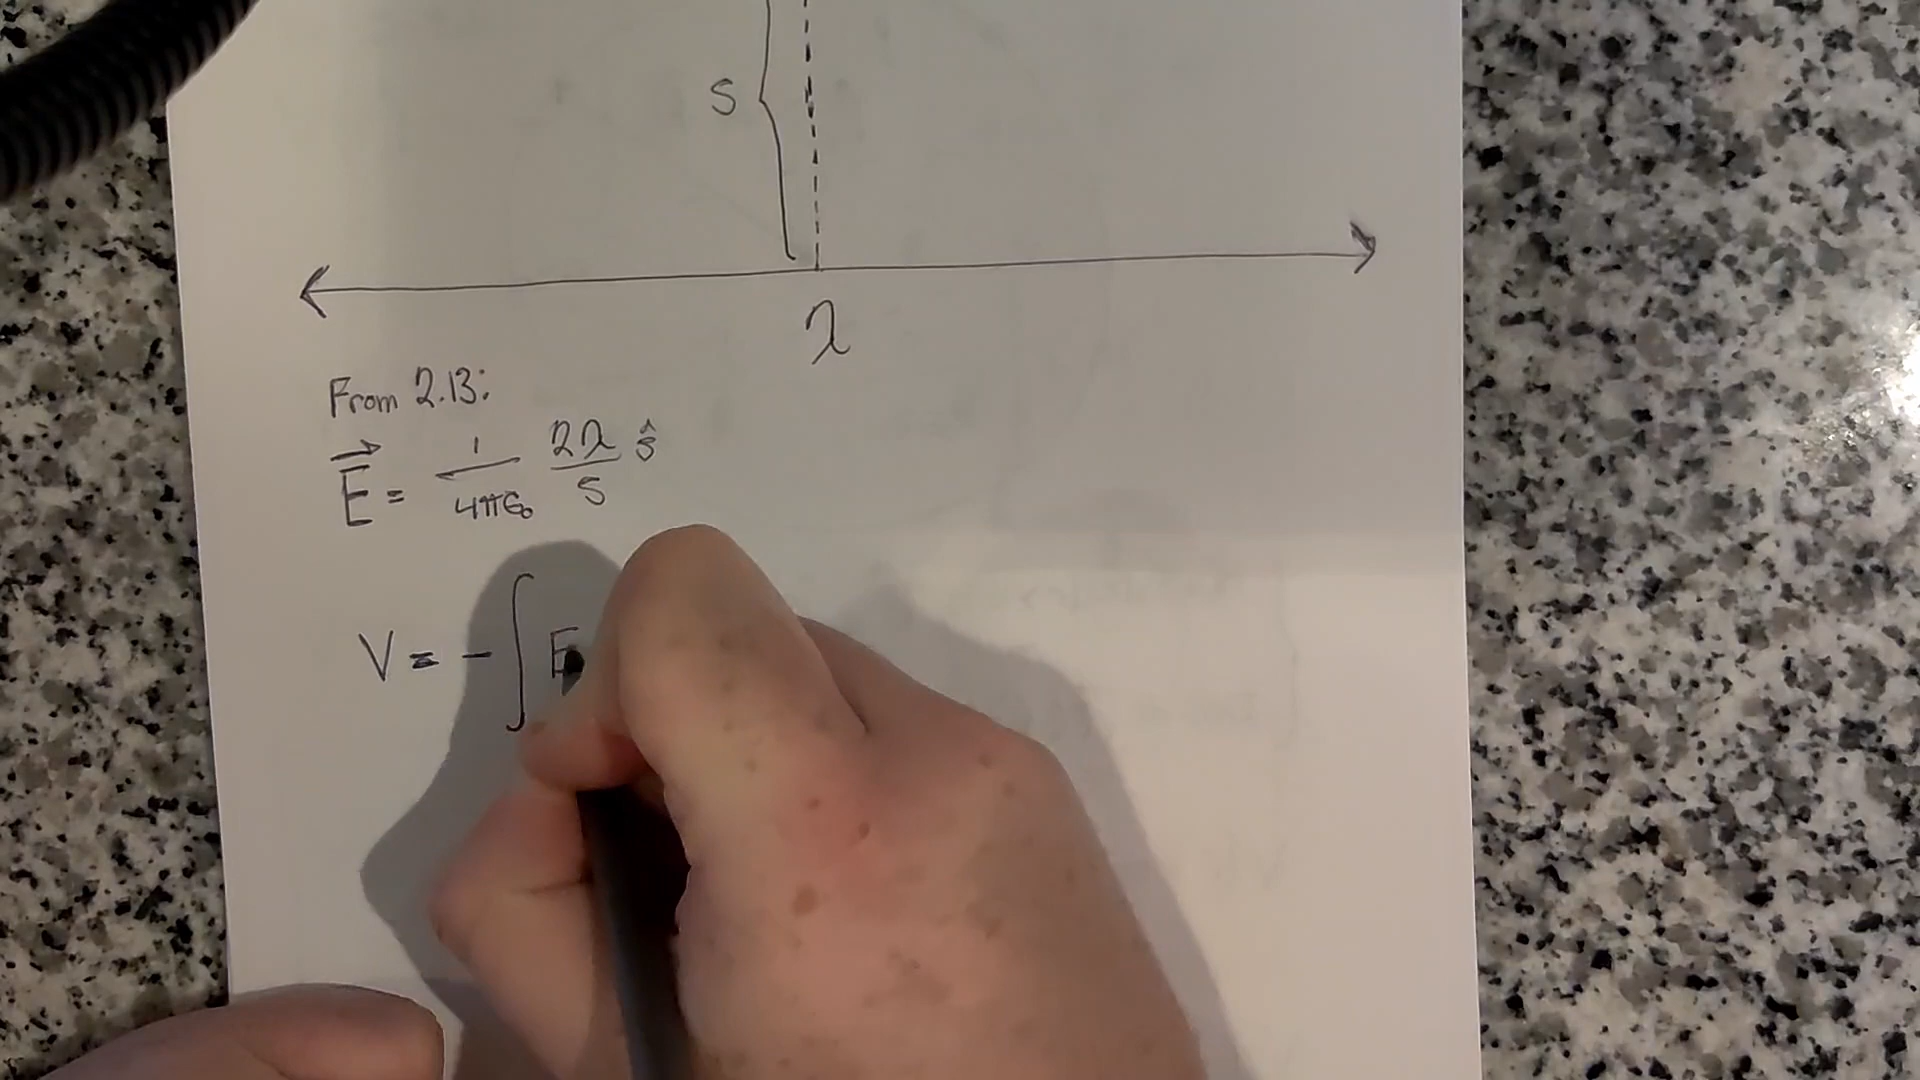 S
λ
From 2.13:
E⃗ = 1/4πϵ₀ 2λ/s ŝ
V = - ∫ E